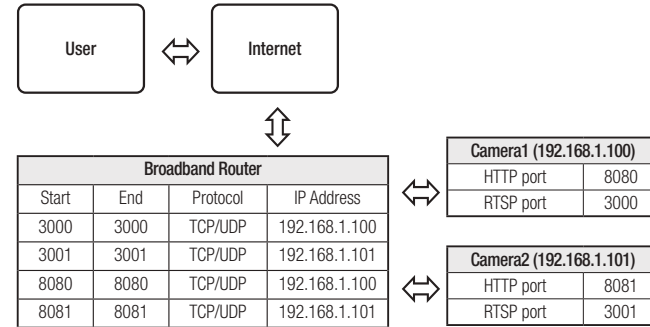 User
Internet
Broadband Router
Start End Protocol IP Address
3000 3000 TCP/UDP 192.168.1.100
3001 3001 TCP/UDP 192.168.1.101
8080 8080 TCP/UDP 192.168.1.100
8081 8081 TCP/UDP 192.168.1.101
Camera1 (192.168.1.100)
HTTP port 8080
RTSP port 3000
Camera2 (192.168.1.101)
HTTP port 8081
RTSP port 3001